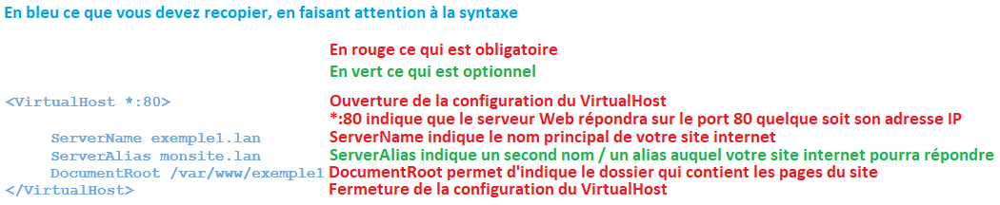 En bleu ce que vous devez recopier, en faisant attention à la syntaxe
En rouge ce qui est obligatoire
En vert ce qui est optionnel
<VirtualHost *:80> Ouverture de la configuration du VirtualHost
*:80 indique que le serveur Web répondra sur le port 80 quelque soit son adresse IP
ServerName exemple1.lan ServerName indique le nom principal de votre site internet
ServerAlias monsite.lan ServerAlias indique un second nom / un alias auquel votre site internet pourra répondre
DocumentRoot /var/www/exemple1 DocumentRoot permet d'indique le dossier qui contient les pages du site
</VirtualHost> Fermeture de la configuration du VirtualHost